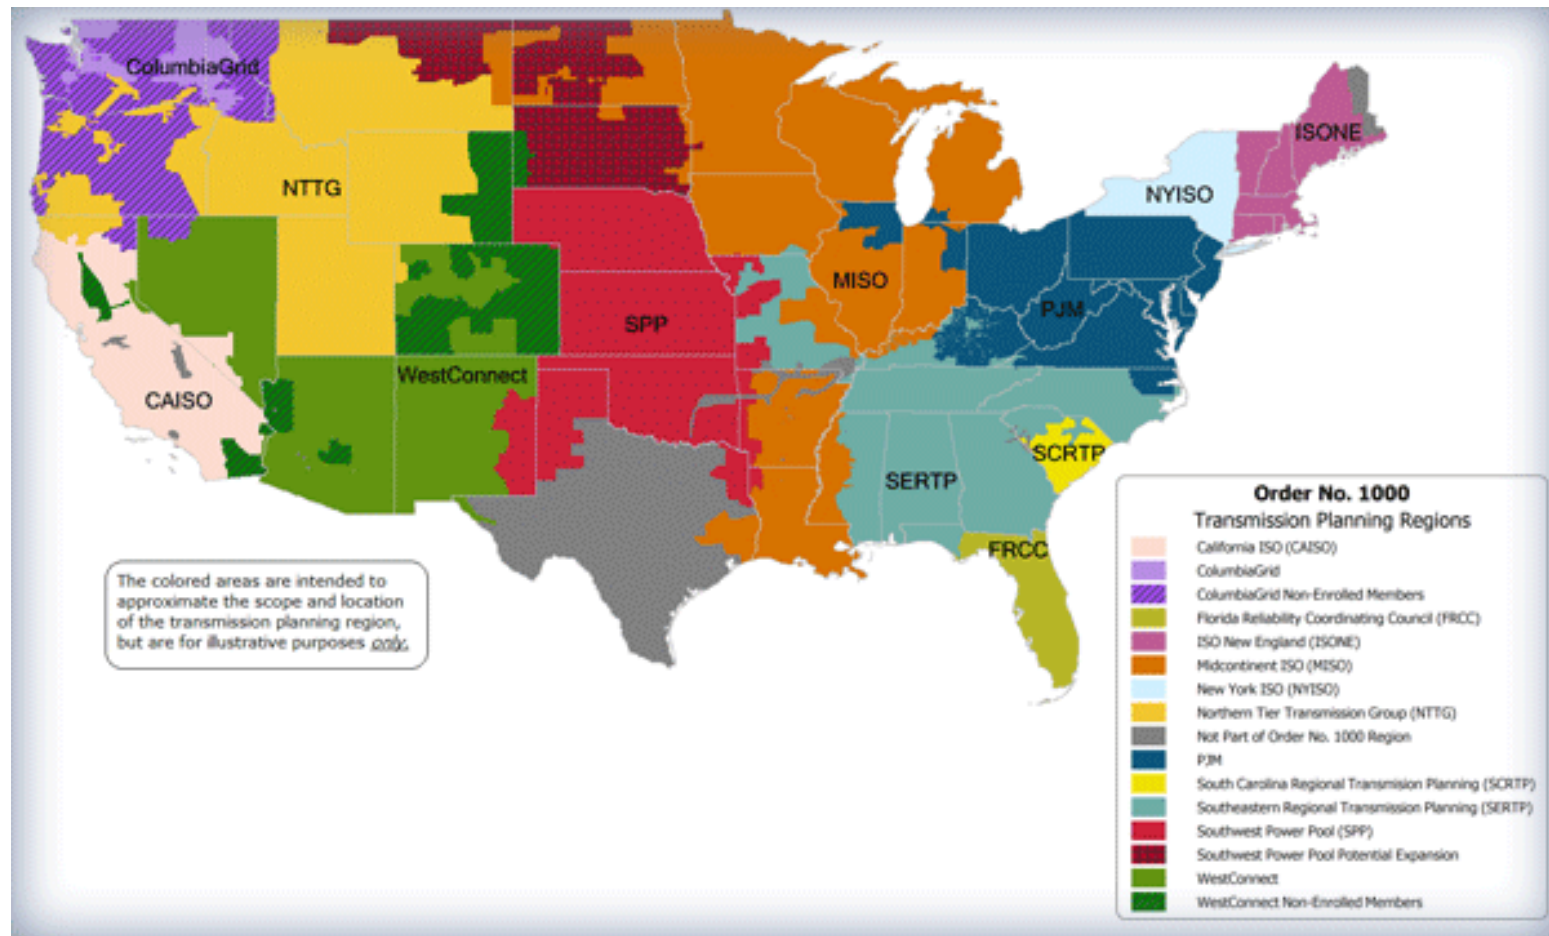 ColumbiaGrid
ISONE
NTTG
NYISO
MISO
PJM
SPP
WestConnect
CAISO
SCRTP
SERTP
FRCC
The colored areas are intended to
approximate the scope and location
of the transmission planning region,
but are for illustrative purposes only.
Order No. 1000
Transmission Planning Regions
California ISO (CAISO)
ColumbiaGrid
ColumbiaGrid Non-Enrolled Members
Florida Reliability Coordinating Council (FRCC)
ISO New England (ISONE)
Midcontinent ISO (MISO)
New York ISO (NYISO)
Northern Tier Transmission Group (NTTG)
Not Part of Order No. 1000 Region
PJM
South Carolina Regional Transmision Planning (SCRTP)
Southeastern Regional Transmission Planning (SERTP)
Southwest Power Pool (SPP)
Southwest Power Pool Potential Expansion
WestConnect
WestConnect Non-Enrolled Members